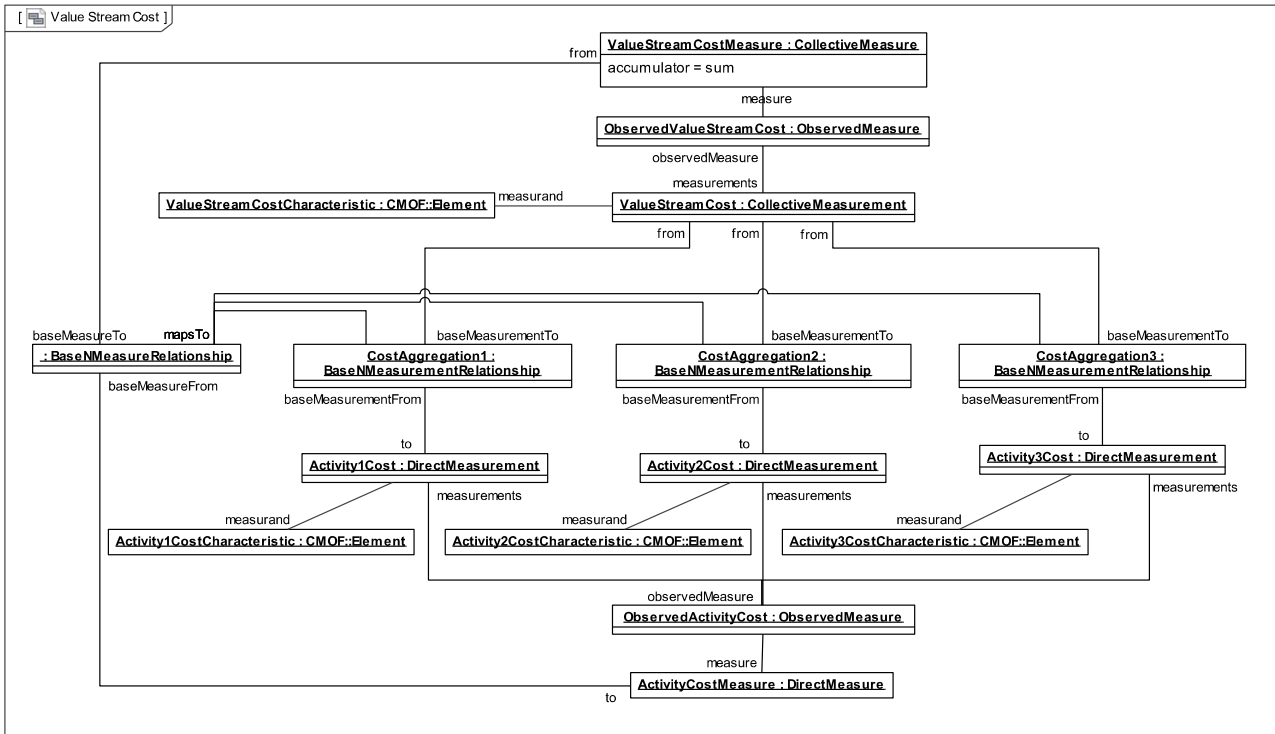 [ Value Stream Cost ]
ValueStreamCostMeasure : CollectiveMeasure
from
accumulator = sum
measure
ObservedValueStreamCost : ObservedMeasure
observedMeasure
measurements
ValueStreamCostCharacteristic : CMOF::Element
measurand
ValueStreamCost : CollectiveMeasurement
from
from
from
baseMeasureTo
mapsTo
baseMeasurementTo
baseMeasurementTo
baseMeasurementTo
: BaseNMeasureRelationship
CostAggregation1 :
BaseNMeasurementRelationship
CostAggregation2 :
BaseNMeasurementRelationship
CostAggregation3 :
BaseNMeasurementRelationship
baseMeasureFrom
baseMeasurementFrom
baseMeasurementFrom
baseMeasurementFrom
to
to
to
Activity1Cost : DirectMeasurement
Activity2Cost : DirectMeasurement
Activity3Cost : DirectMeasurement
measurements
measurements
measurements
measurand
measurand
measurand
Activity1CostCharacteristic : CMOF::Element
Activity2CostCharacteristic : CMOF::Element
Activity3CostCharacteristic : CMOF::Element
observedMeasure
ObservedActivityCost : ObservedMeasure
measure
ActivityCostMeasure : DirectMeasure
to